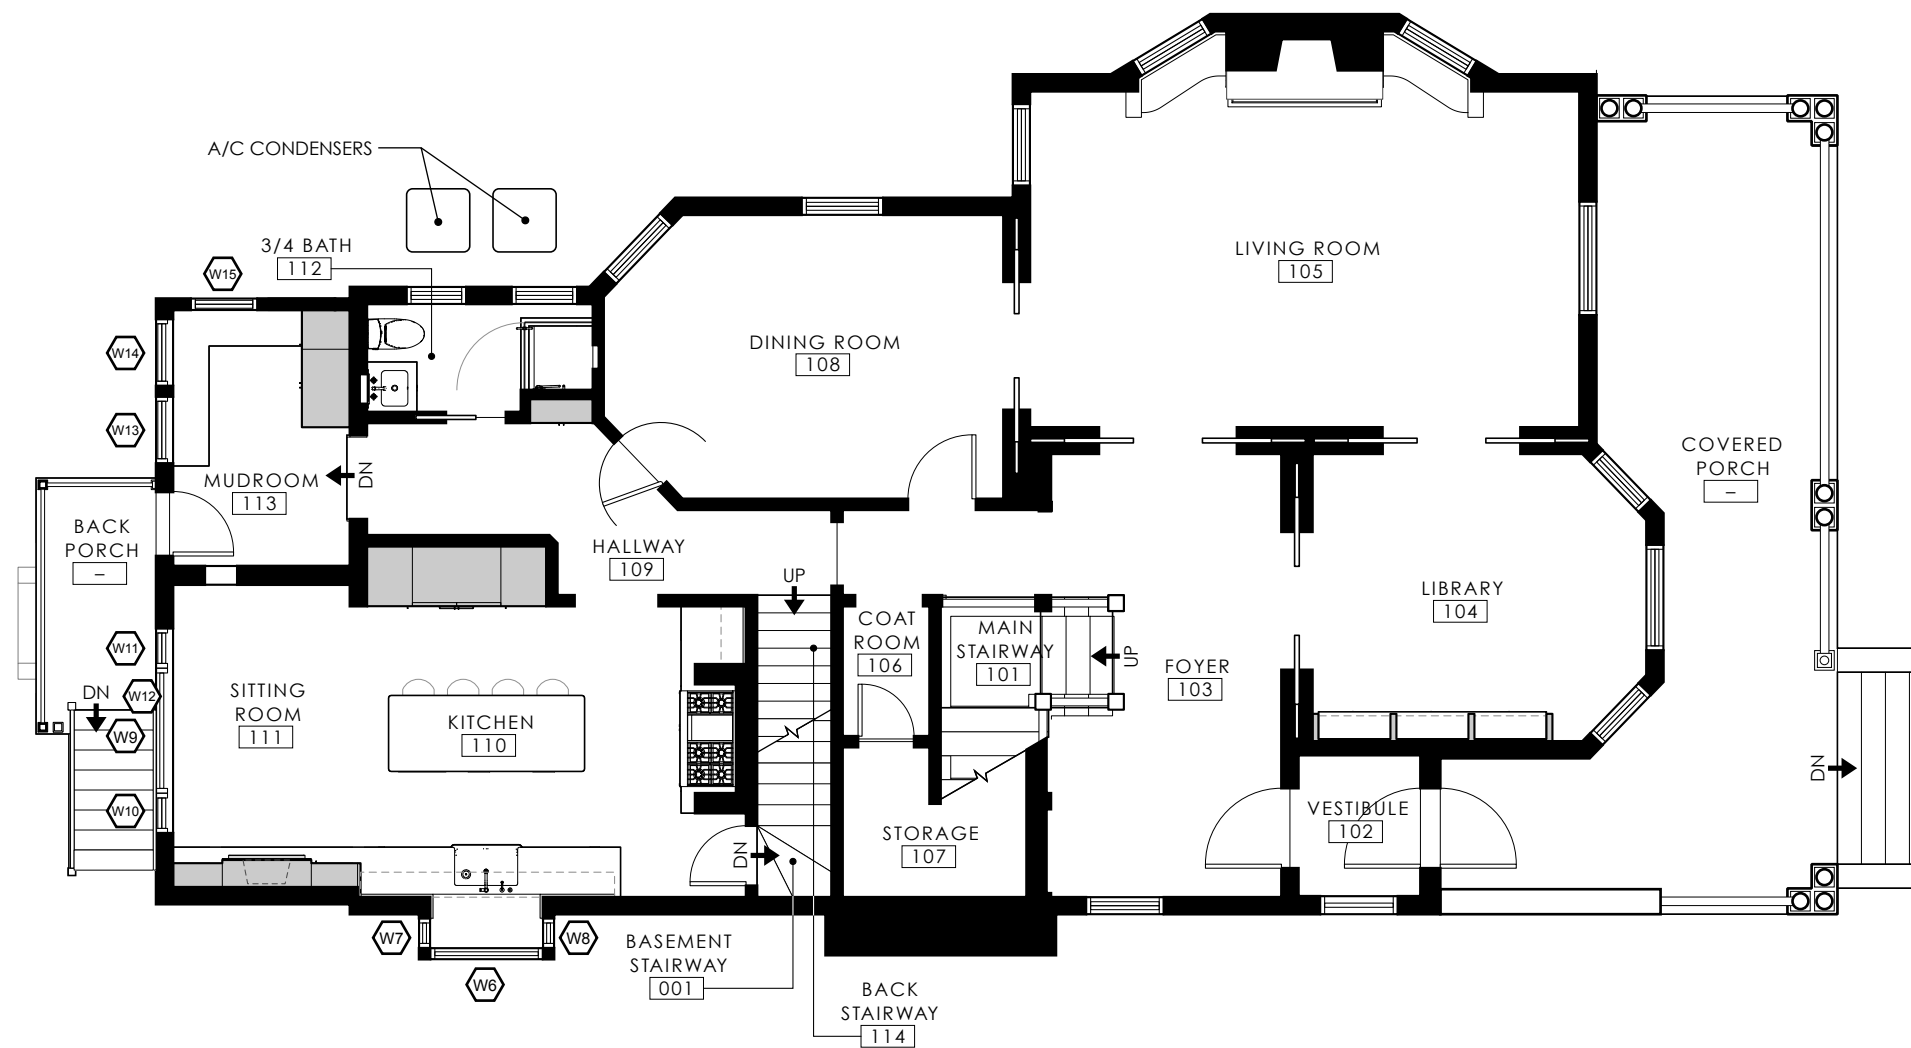 A/C CONDENSERS
3/4 BATH
112
W15
LIVING ROOM
105
DINING ROOM
108
W14
W13
MUDROOM
113
DN
COVERED
PORCH
–
BACK
PORCH
–
HALLWAY
109
UP
LIBRARY
104
COAT
ROOM
106
MAIN
STAIRWAY
101
UP
FOYER
103
W11
W12
DN
W9
W10
SITTING
ROOM
111
KITCHEN
110
DN
STORAGE
107
VESTIBULE
102
DN
W7
W8
W6
BASEMENT
STAIRWAY
001
BACK
STAIRWAY
114